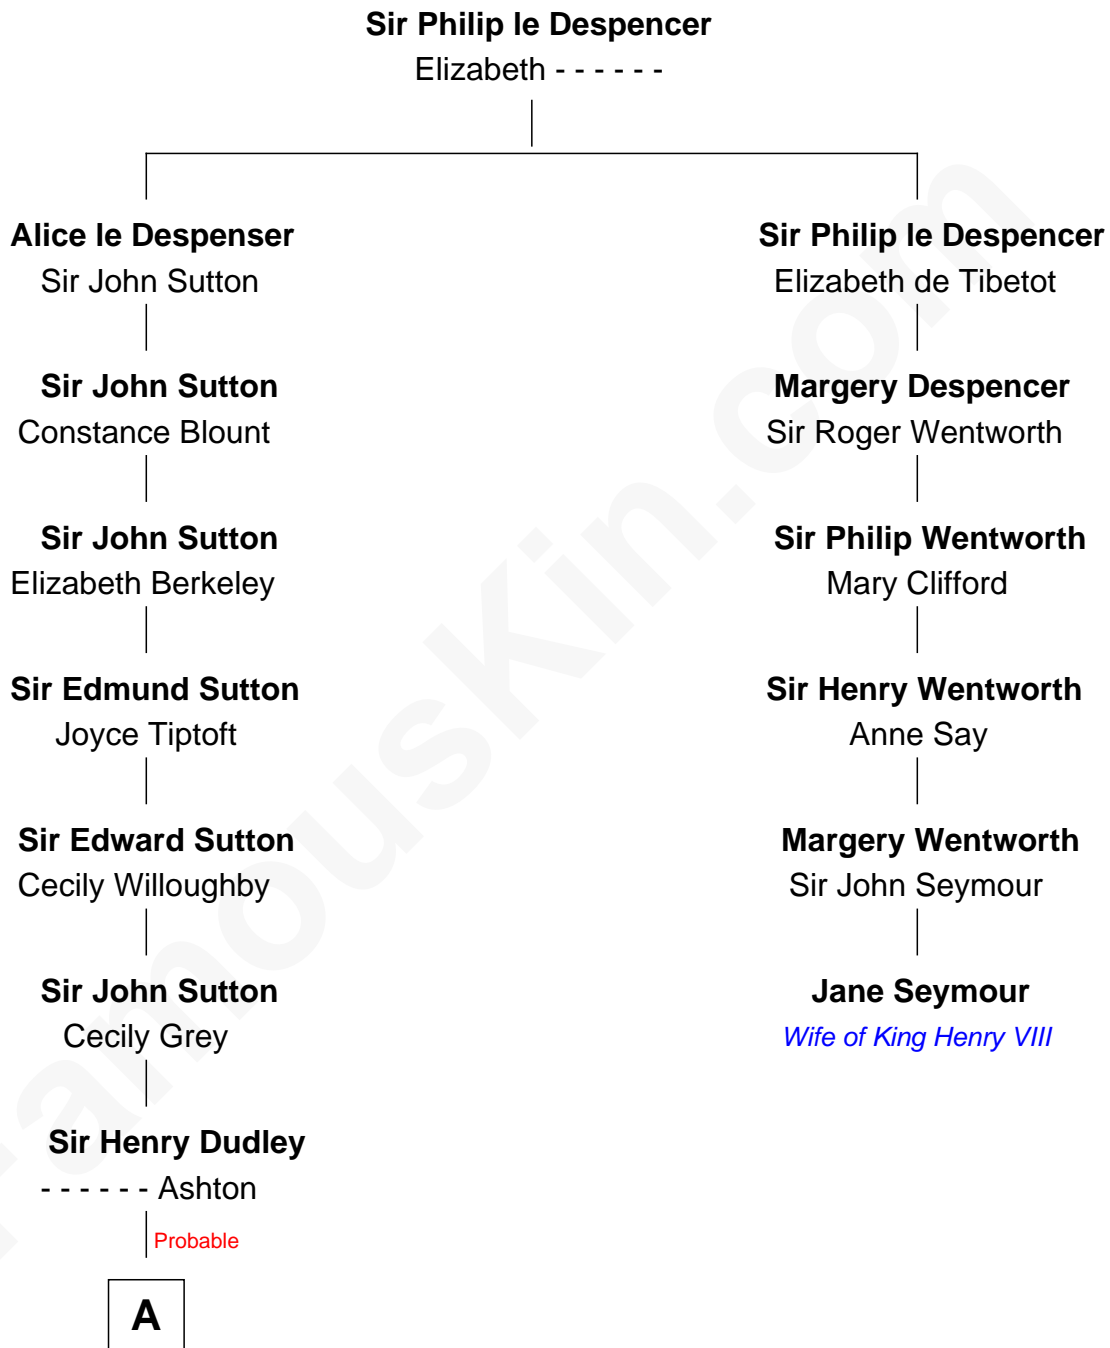 Sir Philip le Despencer
Elizabeth - - - - - -
Alice le Despenser
Sir John Sutton
Sir John Sutton
Constance Blount
Sir John Sutton
Elizabeth Berkeley
Sir Edmund Sutton
Joyce Tiptoft
Sir Edward Sutton
Cecily Willoughby
Sir John Sutton
Cecily Grey
Sir Henry Dudley
- - - - - - Ashton
Probable
A
Sir Philip le Despencer
Elizabeth de Tibetot
Margery Despencer
Sir Roger Wentworth
Sir Philip Wentworth
Mary Clifford
Sir Henry Wentworth
Anne Say
Margery Wentworth
Sir John Seymour
Jane Seymour
Wife of King Henry VIII
FamousKin.com